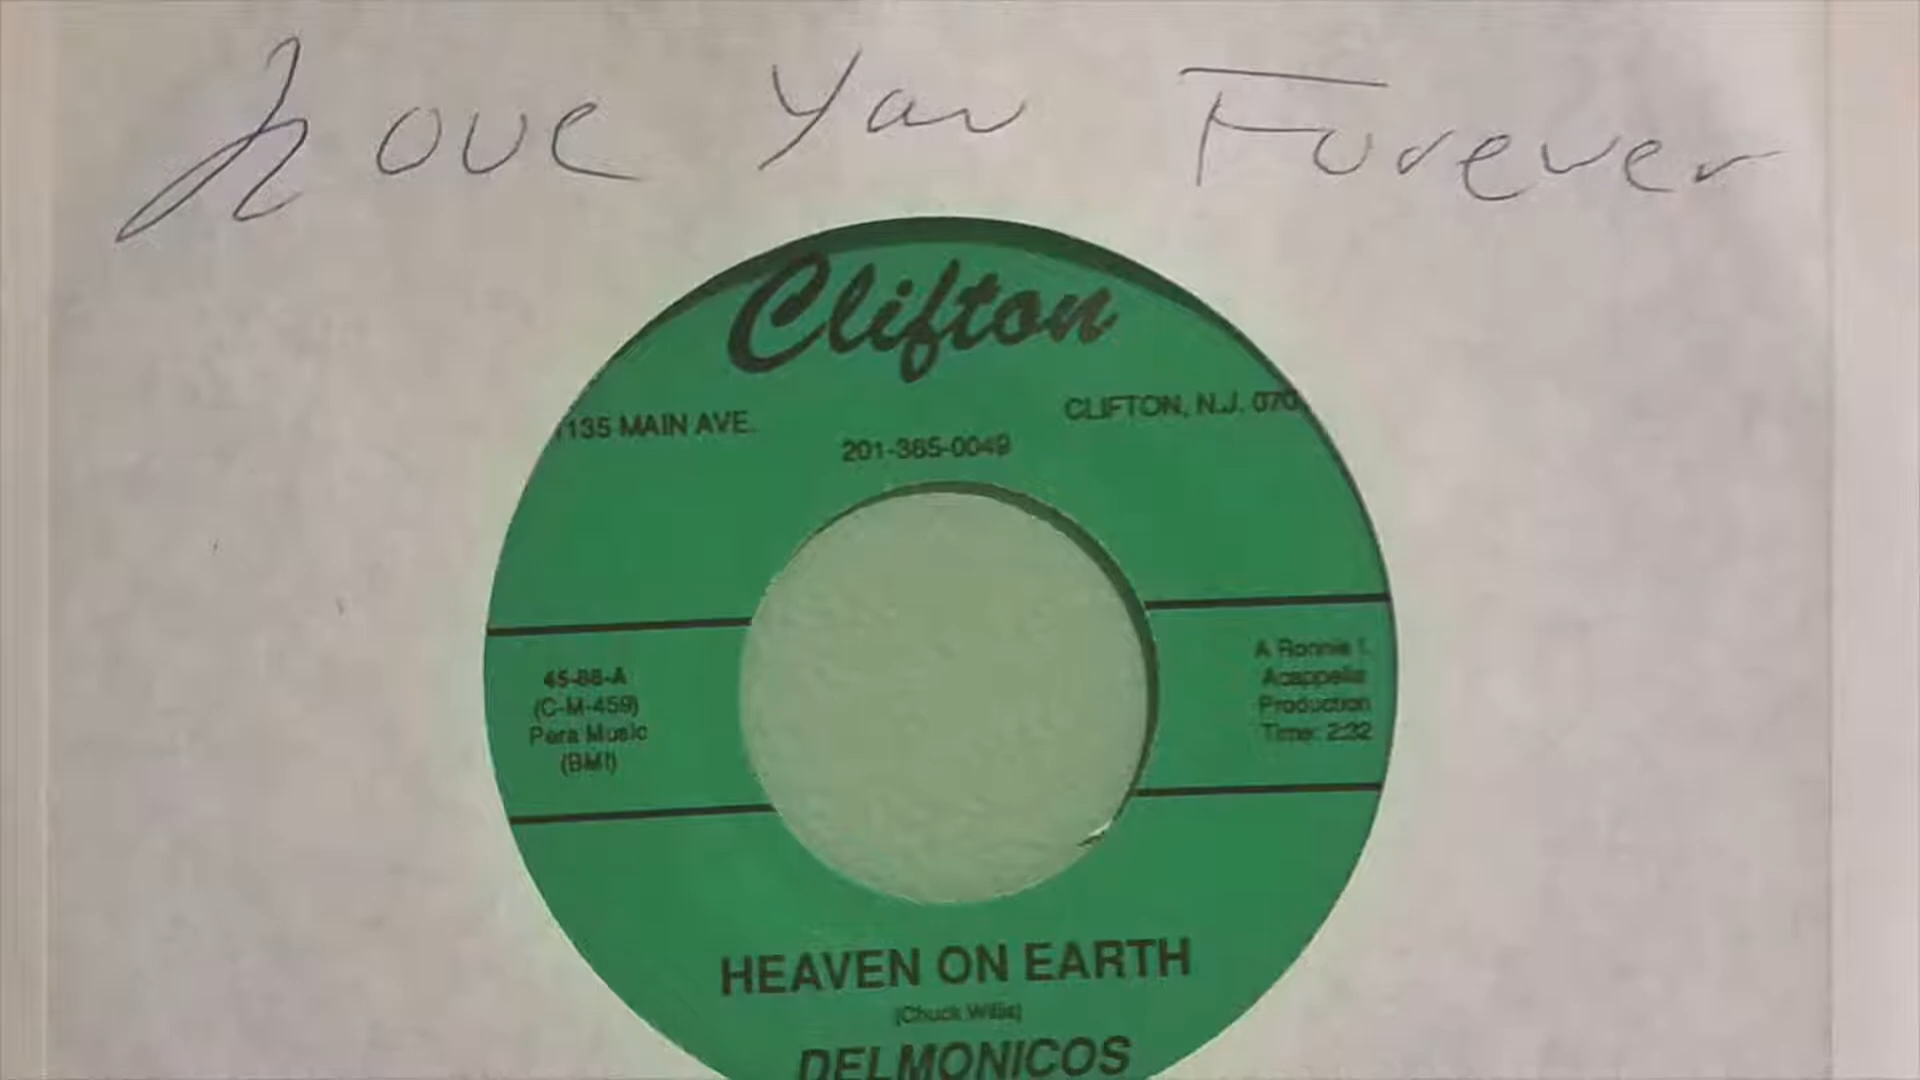 Love You Forever
Clifton
1135 MAIN AVE.
CLIFTON, N.J. 070
201-365-0049
45-88-A
(C-M-459)
Pera Music
(BMI)
A Ronnie I.
Acappella
Production
Time: 2:32
HEAVEN ON EARTH
(Chuck Willis)
DELMONICOS